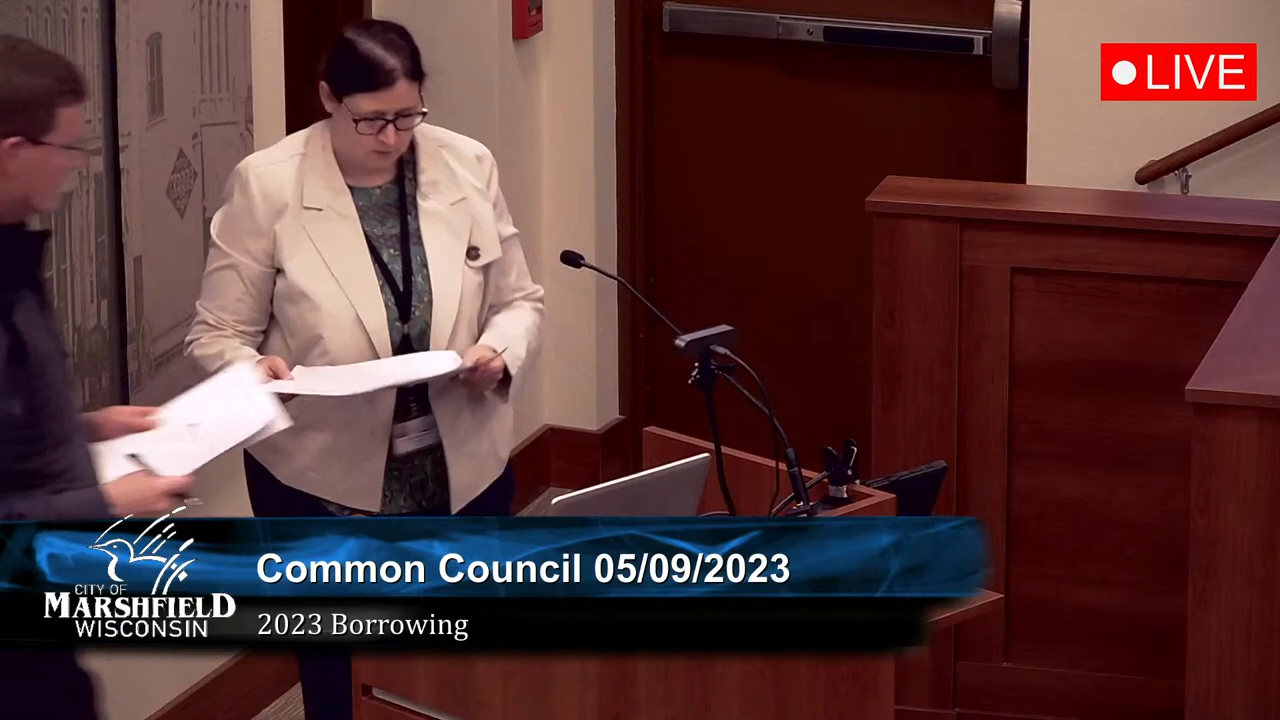 LIVE
Common Council 05/09/2023
2023 Borrowing
CITY OF
MARSHFIELD
WISCONSIN